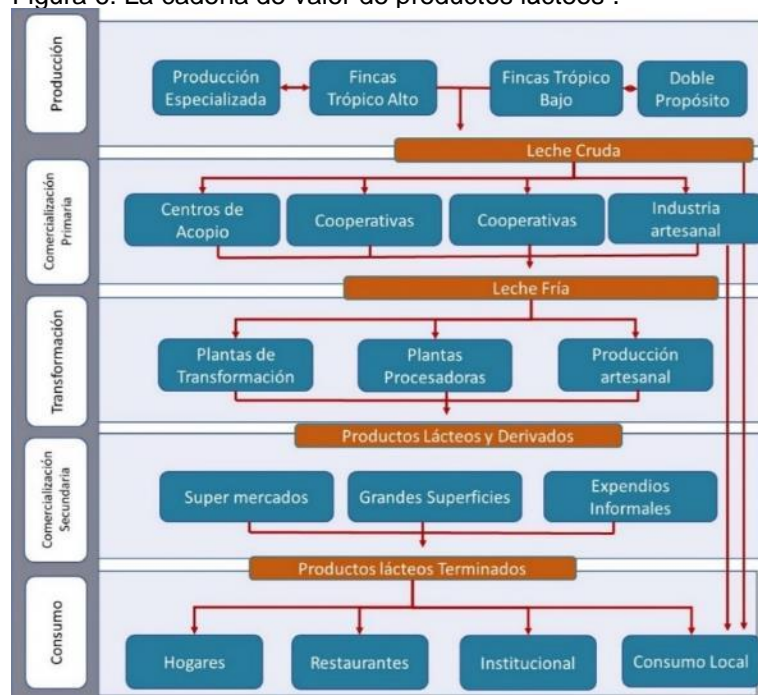 Figura 3. La cadena de valor de productos lácteos .
Producción
Producción
Especializada
Fincas
Trópico Alto
Fincas Trópico
Bajo
Doble
Propósito
Leche Cruda
Comercialización
Primaria
Centros de
Acopio
Cooperativas
Cooperativas
Industria
artesanal
Leche Fría
Transformación
Plantas de
Transformación
Plantas
Procesadoras
Producción
artesanal
Productos Lácteos y Derivados
Comercialización
Secundaria
Super mercados
Grandes Superficies
Expendios
Informales
Productos lácteos Terminados
Consumo
Hogares
Restaurantes
Institucional
Consumo Local